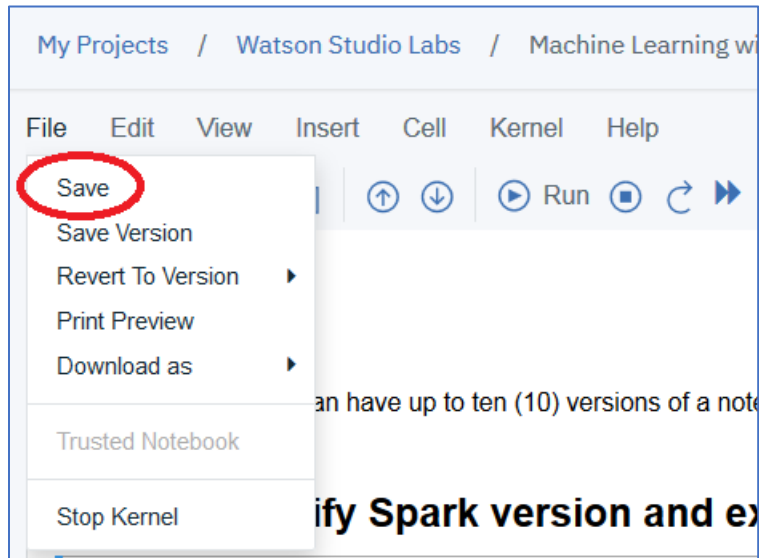 My Projects / Watson Studio Labs / Machine Learning wi
File Edit View Insert Cell Kernel Help
Save
Run
Save Version
Revert To Version
Print Preview
Download as
an have up to ten (10) versions of a note
Trusted Notebook
Stop Kernel
ify Spark version and ex